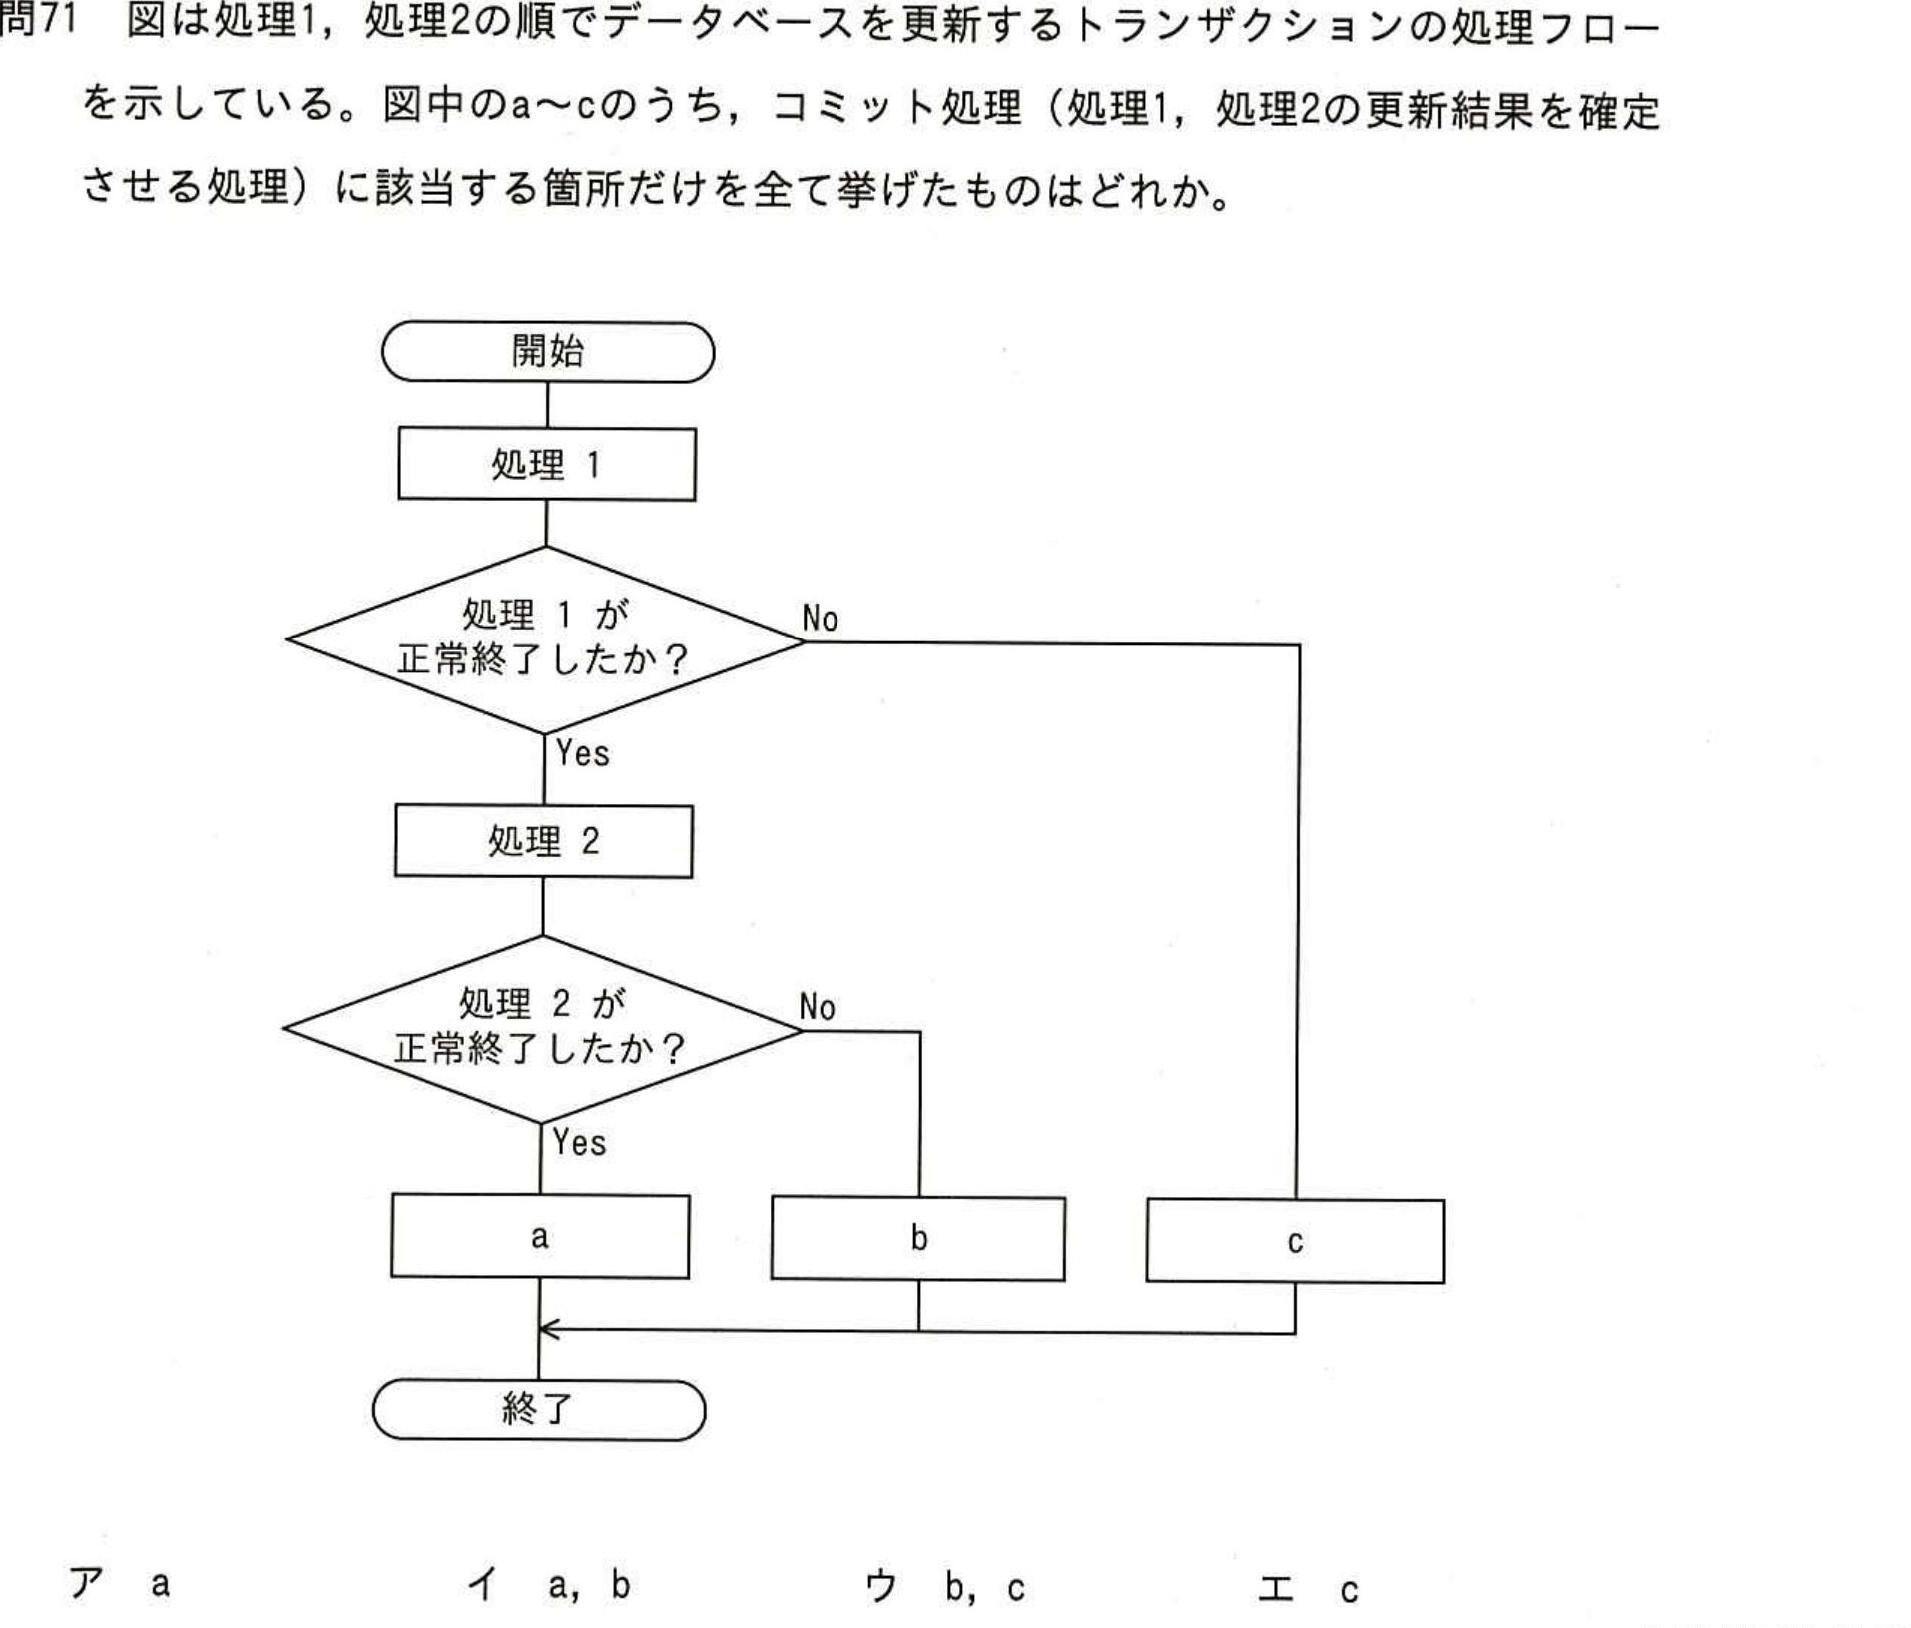 問71 図は処理1，処理2の順でデータベースを更新するトランザクションの処理フロー
を示している。図中のa～cのうち，コミット処理（処理1，処理2の更新結果を確定
させる処理）に該当する箇所だけを全て挙げたものはどれか。
開始
処理 1
処理 1 が
正常終了したか？
No
Yes
処理 2
処理 2 が
正常終了したか？
No
Yes
a
b
c
終了
ア a イ a, b ウ b, c エ c